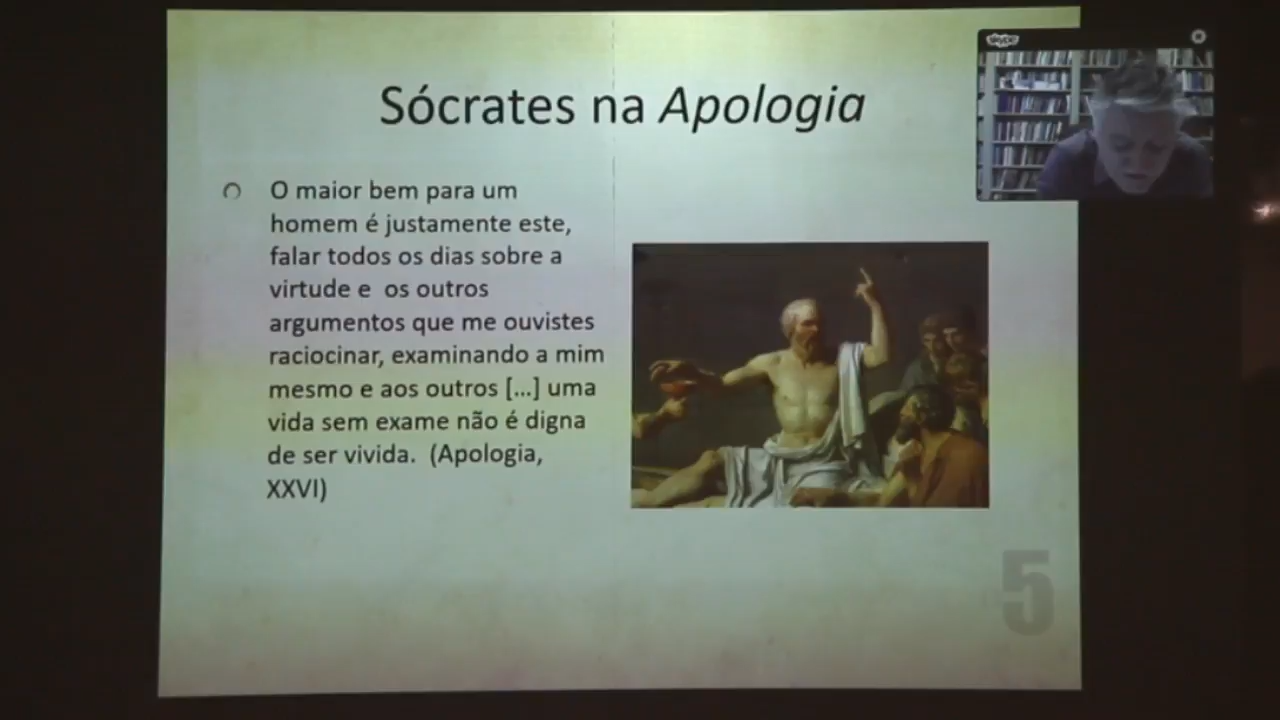 Sócrates na Apologia
skype
O maior bem para um
homem é justamente este,
falar todos os dias sobre a
virtude e os outros
argumentos que me ouvistes
raciocinar, examinando a mim
mesmo e aos outros [...] uma
vida sem exame não é digna
de ser vivida. (Apologia,
XXVI)
5